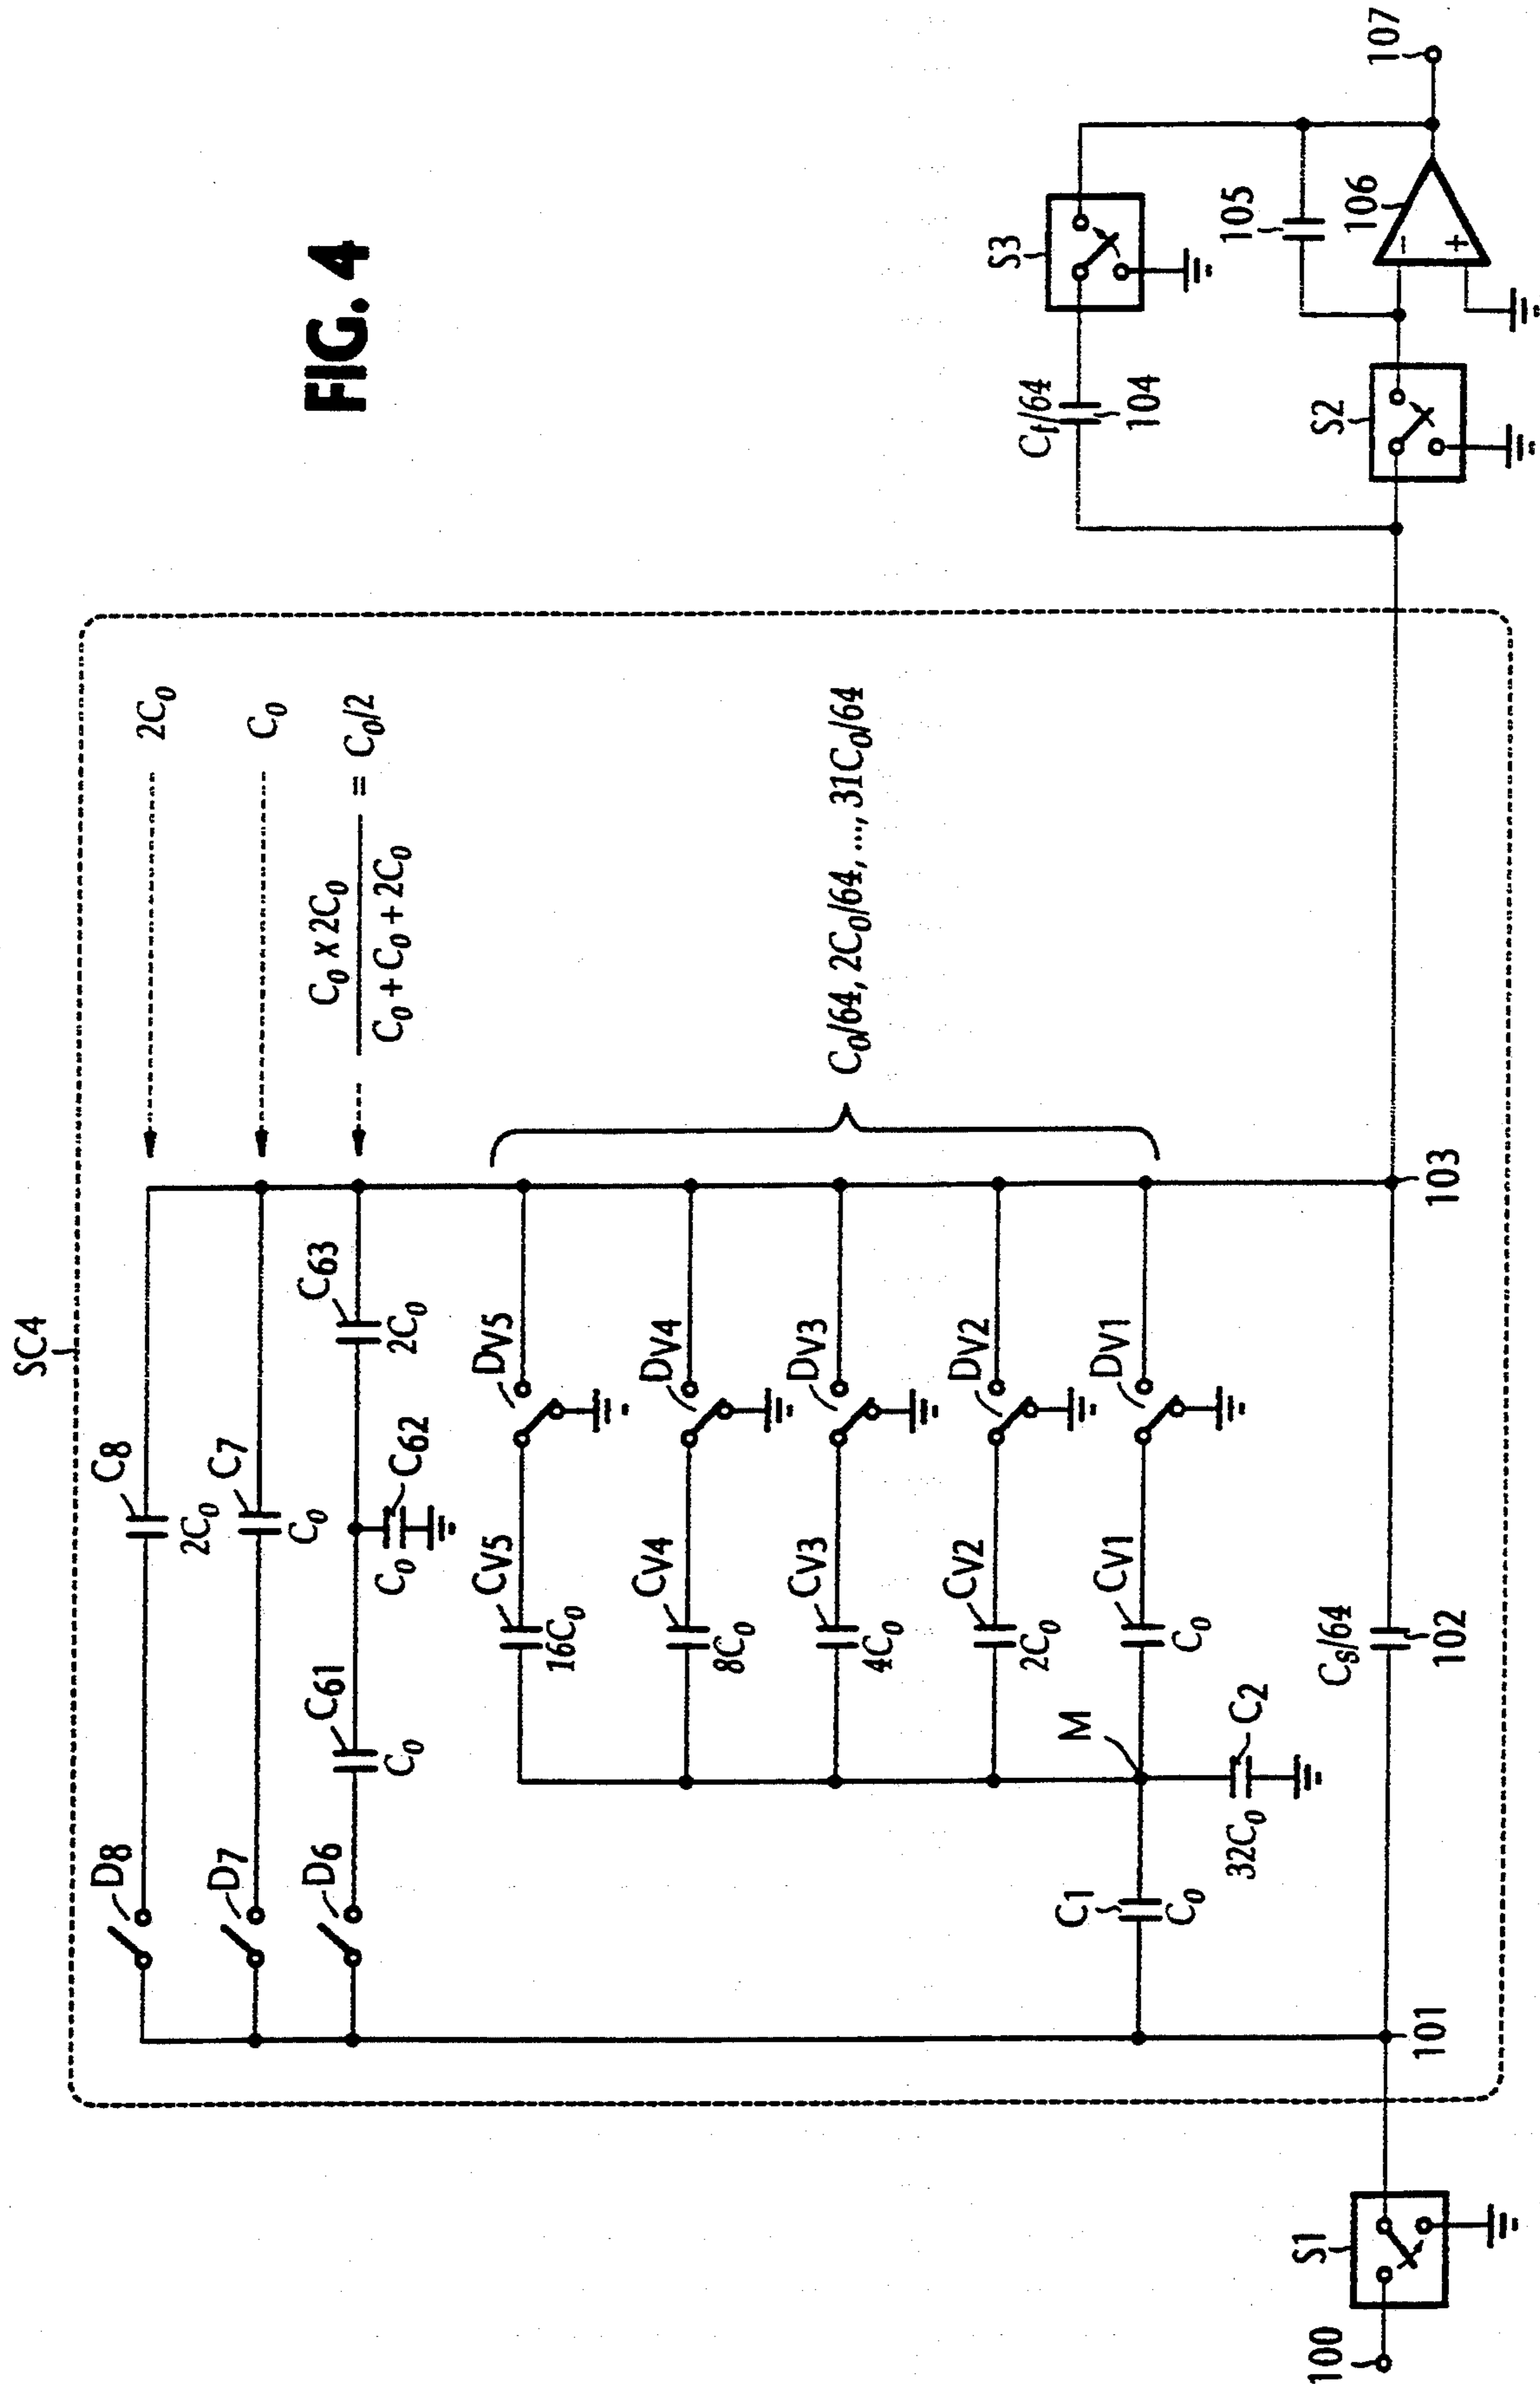 FIG. 4
SC4
D8
C8
2C0
2C0
D7
C7
C0
C0
D6
C61
C0
C62
C0
C63
2C0
C0 x 2C0
C0 + C0 + 2C0
= C0/2
CV5
16C0
DV5
CV4
8C0
DV4
CV3
4C0
DV3
CV2
2C0
DV2
CV1
C0
DV1
C0/64, 2C0/64, ..., 31C0/64
M
C1
C0
C2
32C0
Cs/64
102
101
103
100
S1
S2
S3
Cf/64
104
105
106
-
+
107